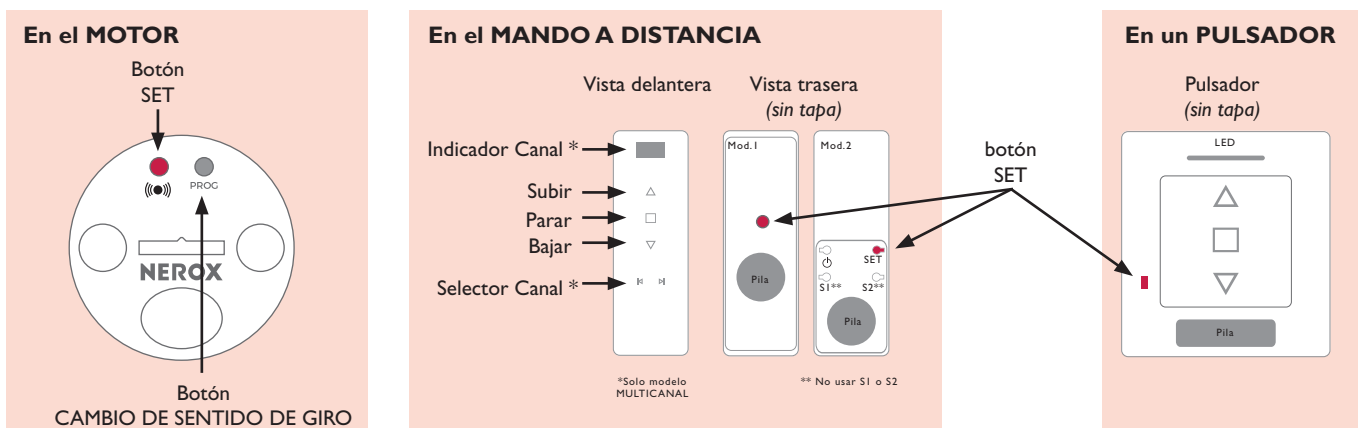 En el MOTOR
Botón
SET
PROG
NEROX
Botón
CAMBIO DE SENTIDO DE GIRO
En el MANDO A DISTANCIA
Vista delantera
Indicador Canal *
Subir
Parar
Bajar
Selector Canal *
*Solo modelo
MULTICANAL
Vista trasera
(sin tapa)
Mod.1
Pila
Mod.2
SET
S1** S2**
Pila
** No usar S1 o S2
botón
SET
En un PULSADOR
Pulsador
(sin tapa)
LED
Pila